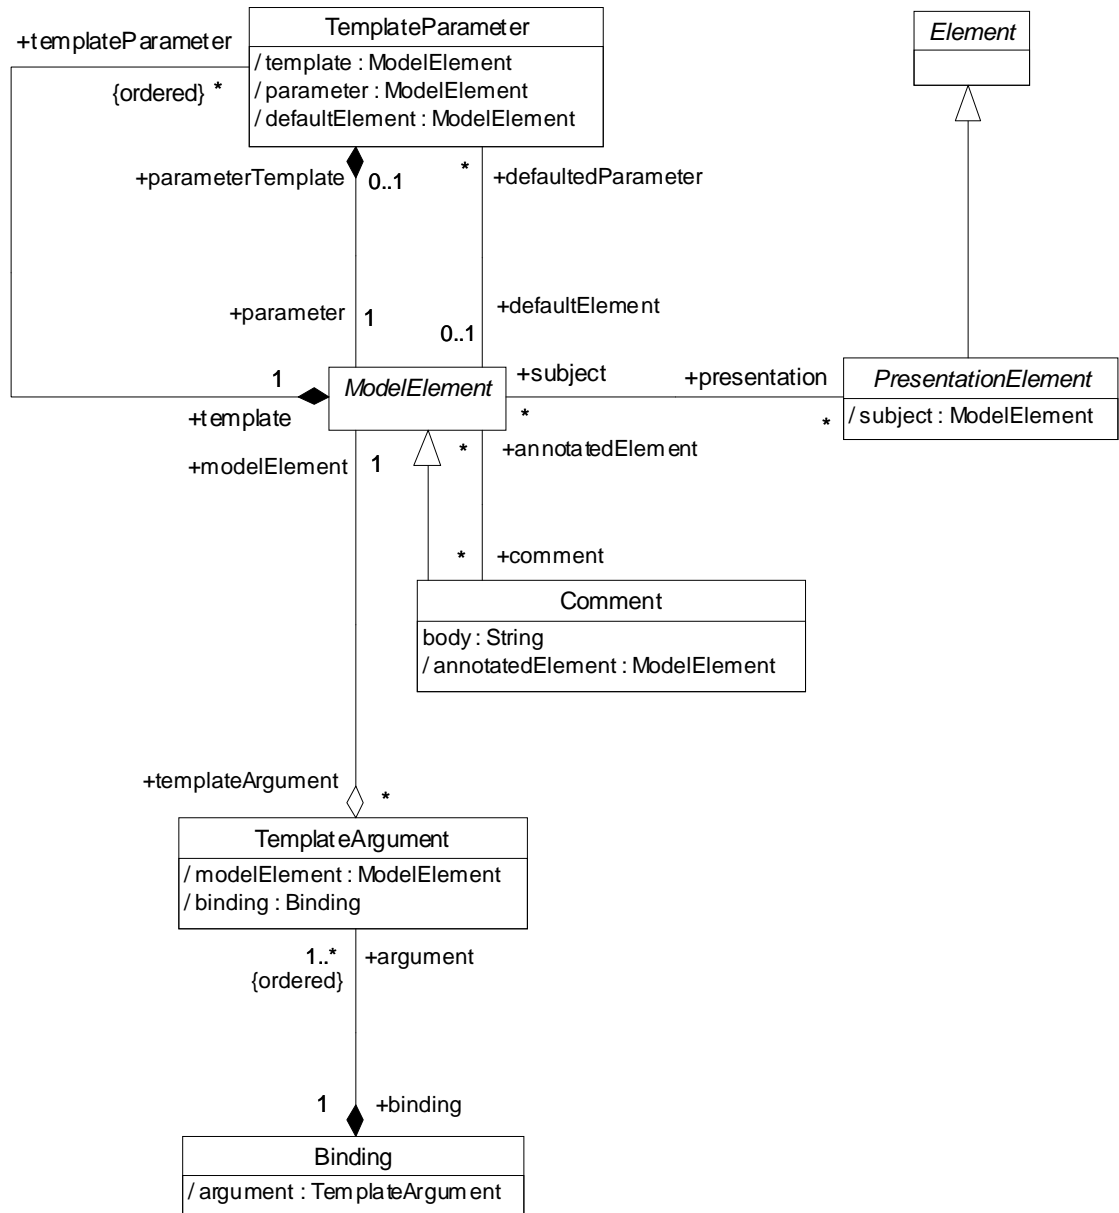 TemplateParameter
/ template : ModelElement
/ parameter : ModelElement
/ defaultElement : ModelElement
+templateParameter
{ordered} *
Element
+parameterTemplate
0..1
*
+defaultedParameter
+parameter
1
+defaultElement
0..1
ModelElement
1
+template
+subject
*
+presentation
*
PresentationElement
/ subject : ModelElement
+modelElement
1
*
+annotatedElement
*
+comment
Comment
body : String
/ annotatedElement : ModelElement
+templateArgument
*
TemplateArgument
/ modelElement : ModelElement
/ binding : Binding
1..*
{ordered}
+argument
1
+binding
Binding
/ argument : TemplateArgument